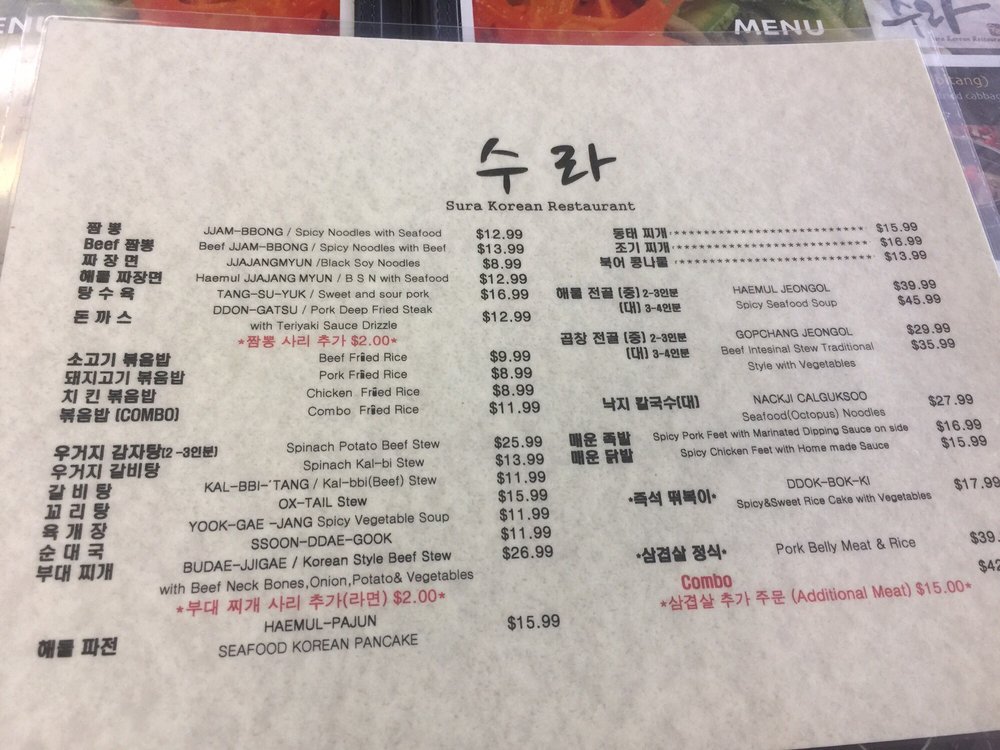 MENU
수라
수 라
Sura Korean Restaurant
짬 뽕 JJAM-BBONG / Spicy Noodles with Seafood $12.99
Beef 짬뽕 Beef JJAM-BBONG / Spicy Noodles with Beef $13.99
짜 장 면 JJAJANGMYUN /Black Soy Noodles $8.99
해물 짜장면 Haemul JJAJANG MYUN / B S N with Seafood $12.99
탕 수 육 TANG-SU-YUK / Sweet and sour pork $16.99
돈 까 스 DDON-GATSU / Pork Deep Fried Steak $12.99
with Teriyaki Sauce Drizzle
*짬뽕 사리 추가 $2.00*
소고기 볶음밥 Beef Fried Rice $9.99
돼지고기 볶음밥 Pork Fried Rice $8.99
치 킨 볶음밥 Chicken Fried Rice $8.99
볶음밥 (COMBO) Combo Fried Rice $11.99
우거지 감자탕(2 -3인분) Spinach Potato Beef Stew $25.99
우거지 갈비탕 Spinach Kal-bi Stew $13.99
갈 비 탕 KAL-BBI-'TANG / Kal-bbi(Beef) Stew $11.99
꼬 리 탕 OX-TAIL Stew $15.99
육 개 장 YOOK-GAE -JANG Spicy Vegetable Soup $11.99
순 대 국 SSOON-DDAE-GOOK $11.99
부대 찌개 BUDAE-JJIGAE / Korean Style Beef Stew $26.99
with Beef Neck Bones,Onion,Potato& Vegetables
*부대 찌개 사리 추가(라면) $2.00*
해물 파전 HAEMUL-PAJUN $15.99
SEAFOOD KOREAN PANCAKE
동태 찌개 $15.99
조기 찌개 $16.99
북어 콩나물 $13.99
해물 전골 (중) 2-3인분 HAEMUL JEONGOL $39.99
(대) 3-4인분 Spicy Seafood Soup $45.99
곱창 전골 (중) 2-3인분 GOPCHANG JEONGOL $29.99
(대) 3-4인분 Beef Intesinal Stew Traditional $35.99
Style with Vegetables
낙지 칼국수(대) NACKJI CALGUKSOO $27.99
Seafood(Octopus) Noodles
매운 족발 Spicy Pork Feet with Marinated Dipping Sauce on side $16.99
매운 닭발 Spicy Chicken Feet with Home made Sauce $15.99
*즉석 떡복이* DDOK-BOK-KI $17.99
Spicy&Sweet Rice Cake with Vegetables
*삼겹살 정식* Pork Belly Meat & Rice $39.
Combo $42
*삼겹살 추가 주문 (Additional Meat) $15.00*